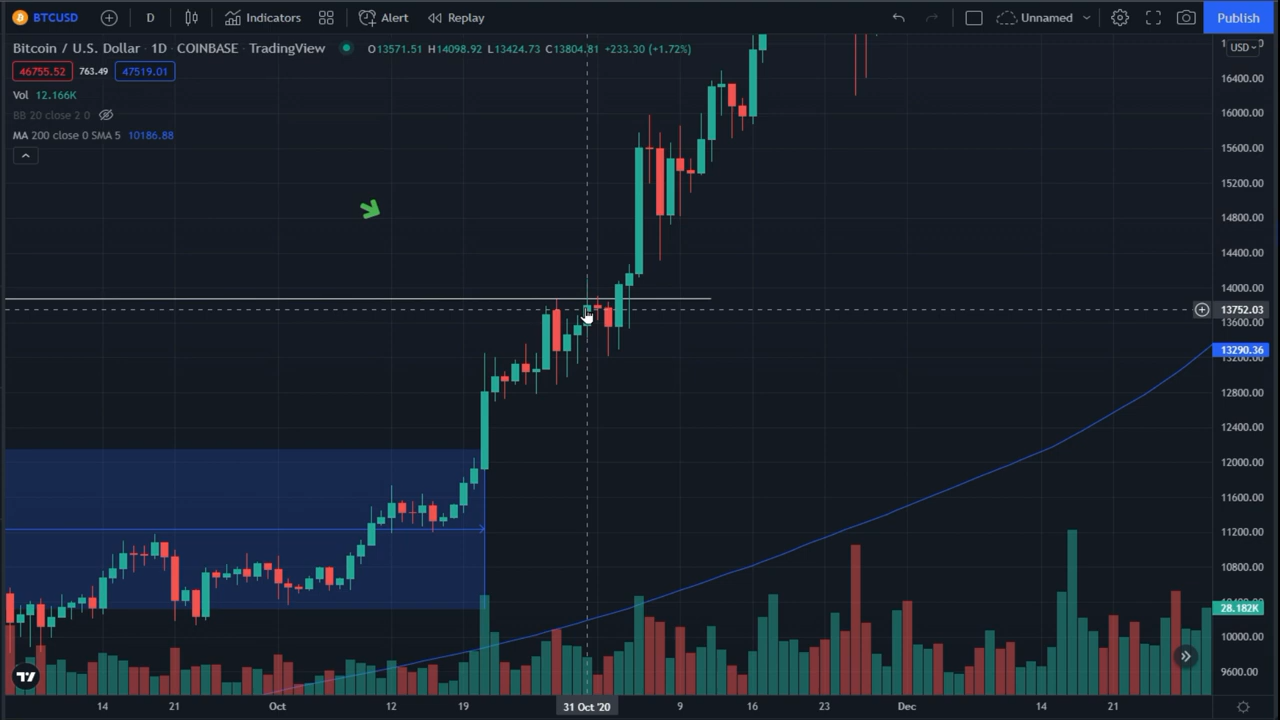 BTCUSD D Indicators Alert Replay Unnamed Publish
Bitcoin / U.S. Dollar · 1D · COINBASE · TradingView O13571.51 H14098.92 L13424.73 C13804.81 +233.30 (+1.72%)
USD
46755.52 763.49 47519.01
Vol 12.166K
BB 20 close 2 0
MA 200 close 0 SMA 5 10186.88
16400.00
16000.00
15600.00
15200.00
14800.00
14400.00
14000.00
13752.03
13600.00
13290.36
13200.00
12800.00
12400.00
12000.00
11600.00
11200.00
10800.00
28.182K
10000.00
9600.00
14 21 Oct 12 19 31 Oct '20 9 16 23 Dec 14 21